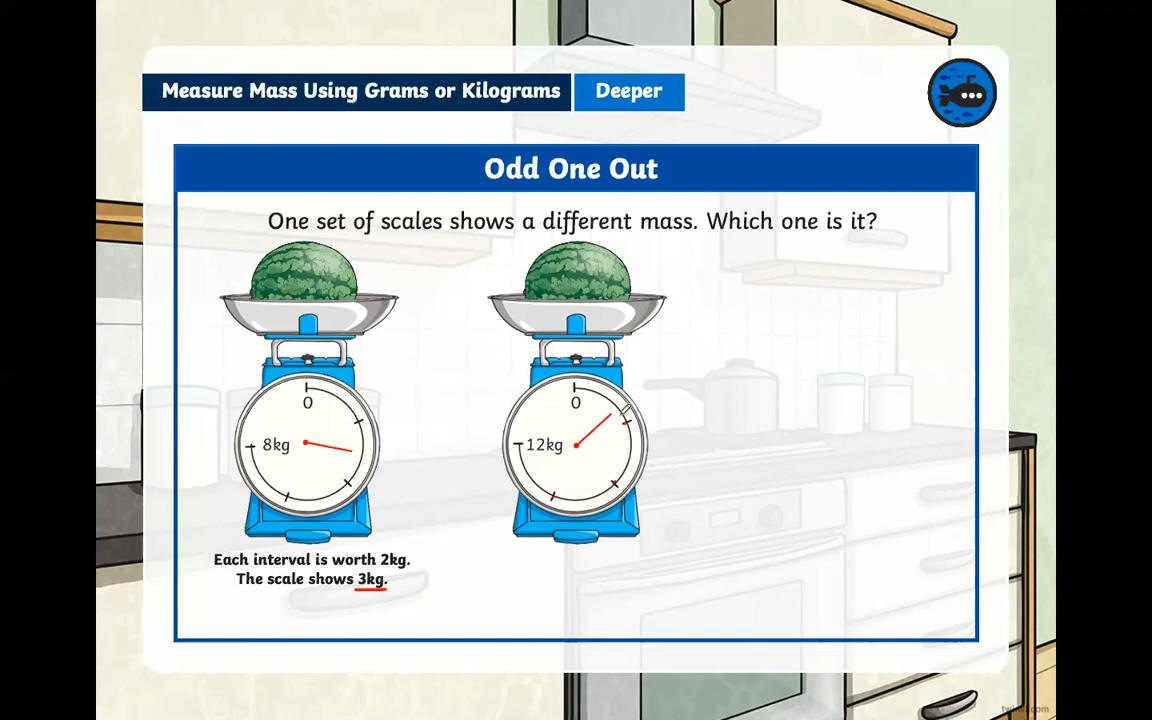 Measure Mass Using Grams or Kilograms
Deeper
Odd One Out
One set of scales shows a different mass. Which one is it?
0
8kg
0
12kg
Each interval is worth 2kg.
The scale shows 3kg.